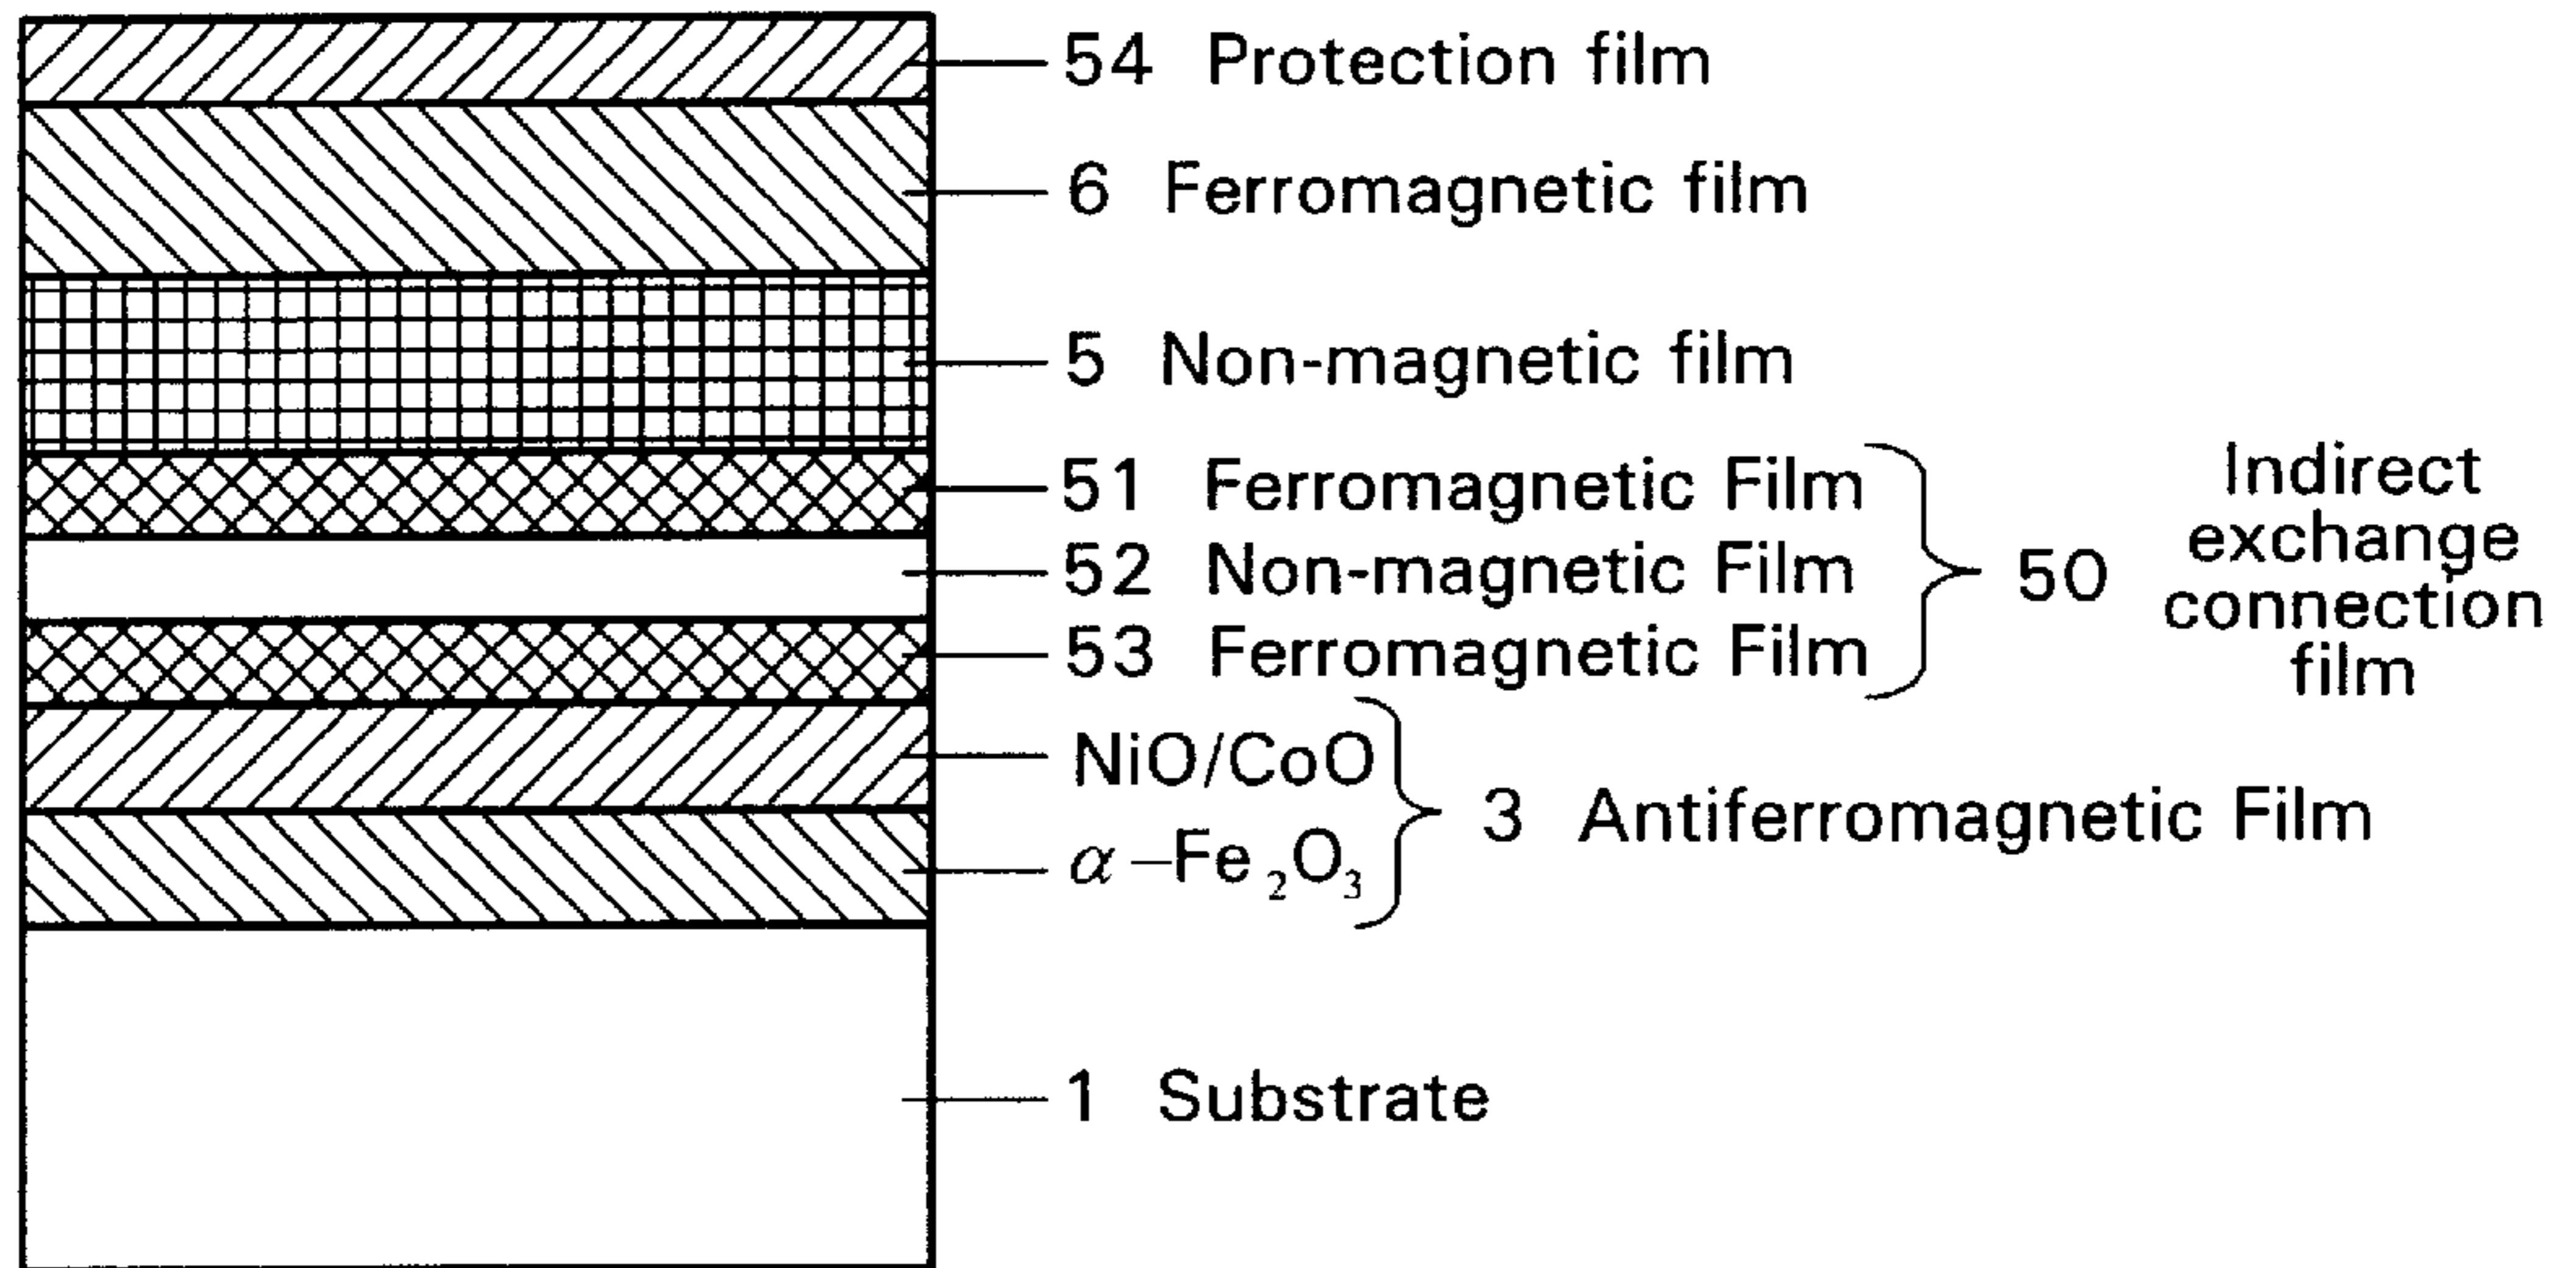 54 Protection film
6 Ferromagnetic film
5 Non-magnetic film
51 Ferromagnetic Film
52 Non-magnetic Film
53 Ferromagnetic Film
50
Indirect
exchange
connection
film
NiO/CoO
α–Fe₂O₃
3 Antiferromagnetic Film
1 Substrate